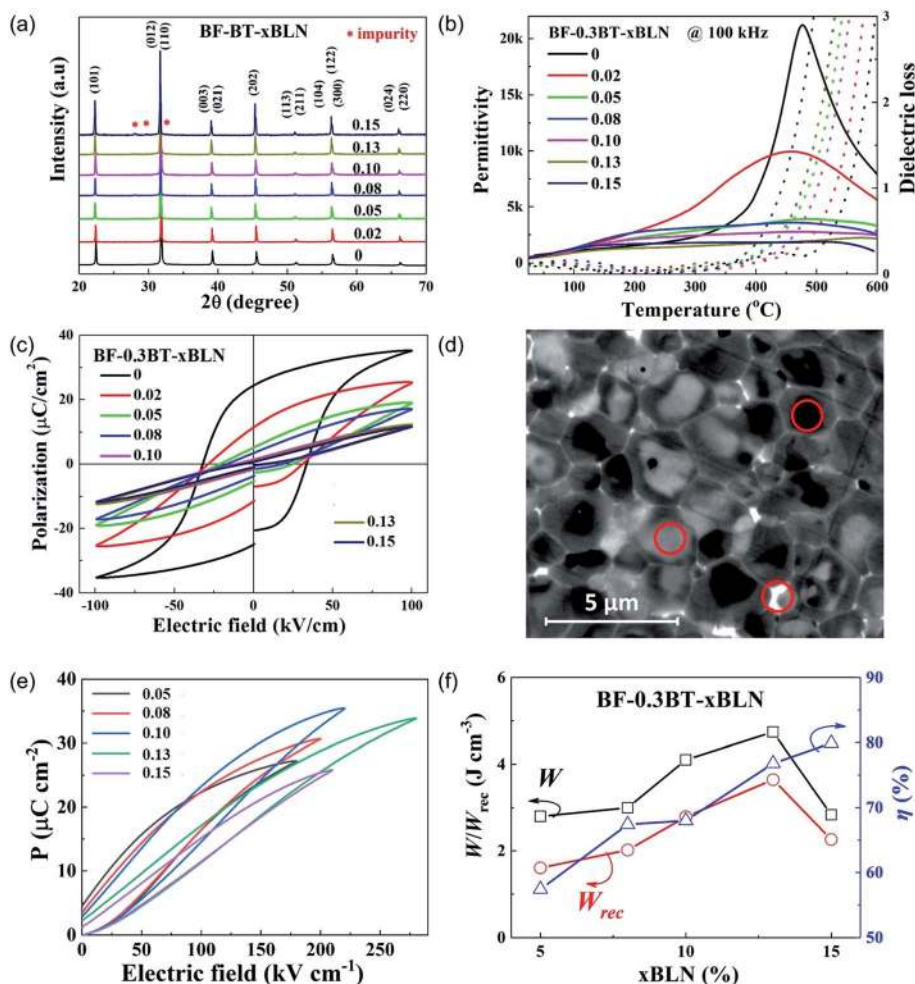 (a)
BF-BT-xBLN
* impurity
(101)
(012)
(110)
(003)
(021)
(202)
(113)
(211)
(104)
(122)
(300)
(024)
(220)
0.15
0.13
0.10
0.08
0.05
0.02
0
Intensity (a.u)
20 30 40 50 60 70
2θ (degree)
(b)
BF-0.3BT-xBLN @ 100 kHz
0
0.02
0.05
0.08
0.10
0.13
0.15
20k
15k
10k
5k
0
Permittivity
3
2
1
0
Dielectric loss
100 200 300 400 500 600
Temperature (°C)
(c)
BF-0.3BT-xBLN
0
0.02
0.05
0.08
0.10
0.13
0.15
40
20
0
-20
-40
Polarization (μC/cm²)
-100 -50 0 50 100
Electric field (kV/cm)
(d)
5 μm
(e)
0.05
0.08
0.10
0.13
0.15
40
30
20
10
0
P (μC cm⁻²)
0 50 100 150 200 250
Electric field (kV cm⁻¹)
(f)
BF-0.3BT-xBLN
W
W_rec
6
4
2
0
W/W_rec (J cm⁻³)
90
80
70
60
50
η (%)
5 10 15
xBLN (%)